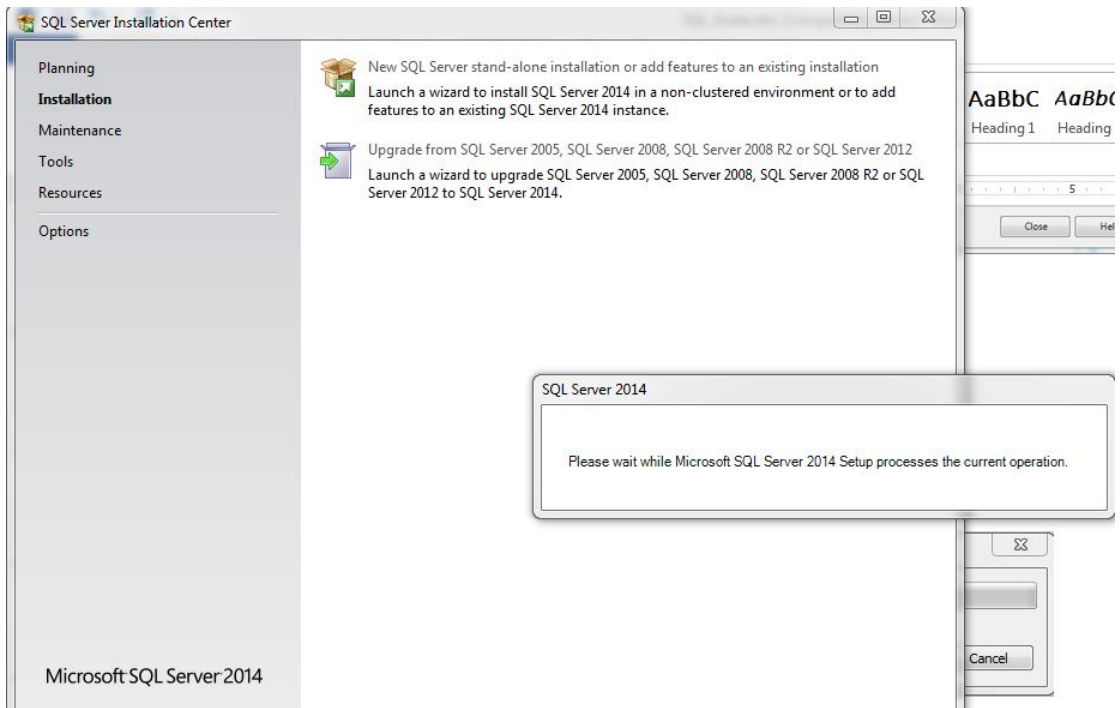 SQL Server Installation Center
Planning
Installation
Maintenance
Tools
Resources
Options
New SQL Server stand-alone installation or add features to an existing installation
Launch a wizard to install SQL Server 2014 in a non-clustered environment or to add
features to an existing SQL Server 2014 instance.
Upgrade from SQL Server 2005, SQL Server 2008, SQL Server 2008 R2 or SQL Server 2012
Launch a wizard to upgrade SQL Server 2005, SQL Server 2008, SQL Server 2008 R2 or SQL
Server 2012 to SQL Server 2014.
AaBbC AaBbC
Heading 1 Heading
5
Close Hel
SQL Server 2014
Please wait while Microsoft SQL Server 2014 Setup processes the current operation.
Cancel
Microsoft SQL Server 2014